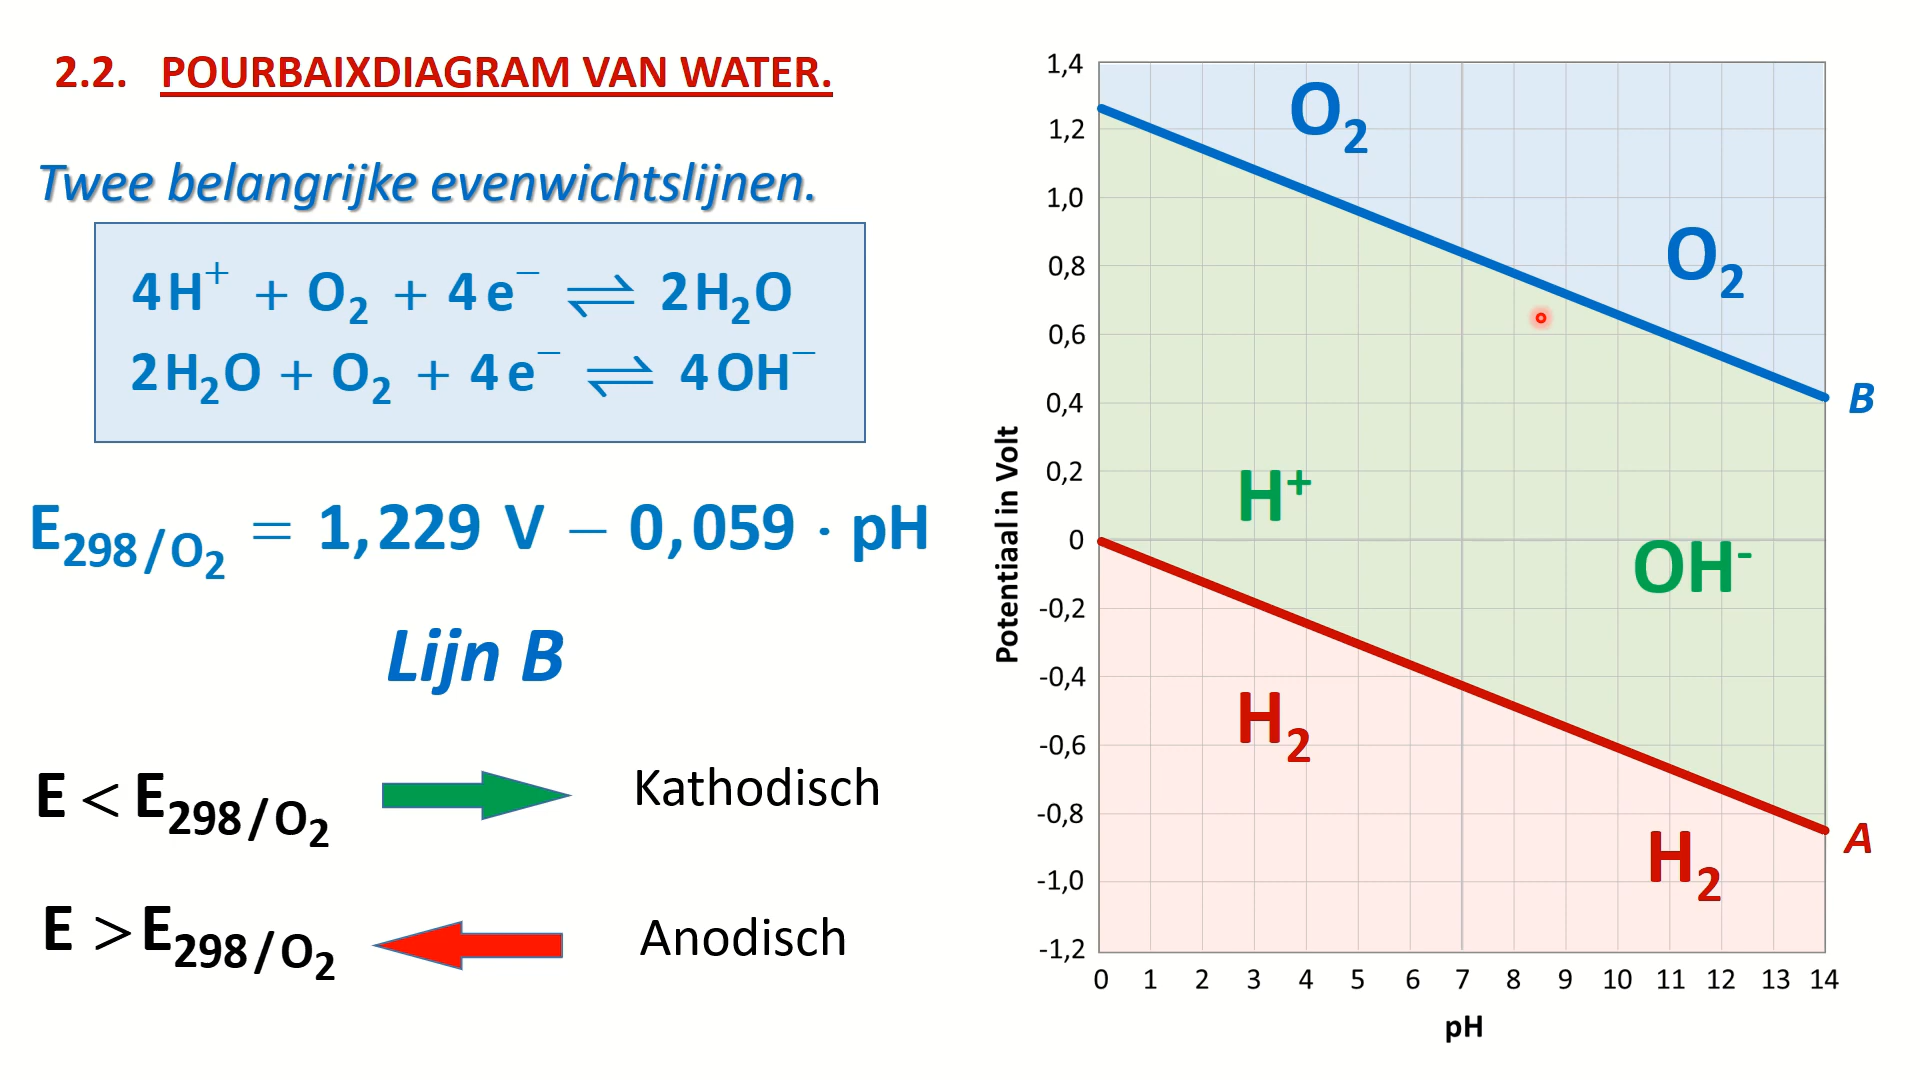 2.2. POURBAIXDIAGRAM VAN WATER.
Twee belangrijke evenwichtslijnen.
4H⁺ + O₂ + 4e⁻ ⇌ 2H₂O
2H₂O + O₂ + 4e⁻ ⇌ 4OH⁻
E₂₉₈/O₂ = 1,229 V – 0,059 · pH
Lijn B
E < E₂₉₈/O₂ Kathodisch
E > E₂₉₈/O₂ Anodisch
Potentiaal in Volt
1,4
1,2
1,0
0,8
0,6
0,4
0,2
0
-0,2
-0,4
-0,6
-0,8
-1,0
-1,2
O₂
O₂
B
H⁺
OH⁻
H₂
H₂
A
0 1 2 3 4 5 6 7 8 9 10 11 12 13 14
pH